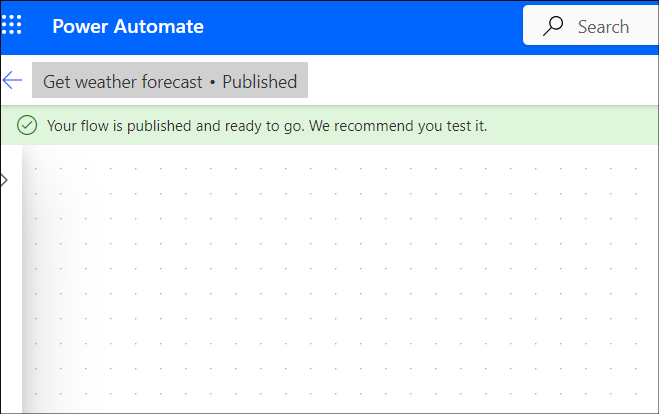 Power Automate
Search
Get weather forecast • Published
Your flow is published and ready to go. We recommend you test it.